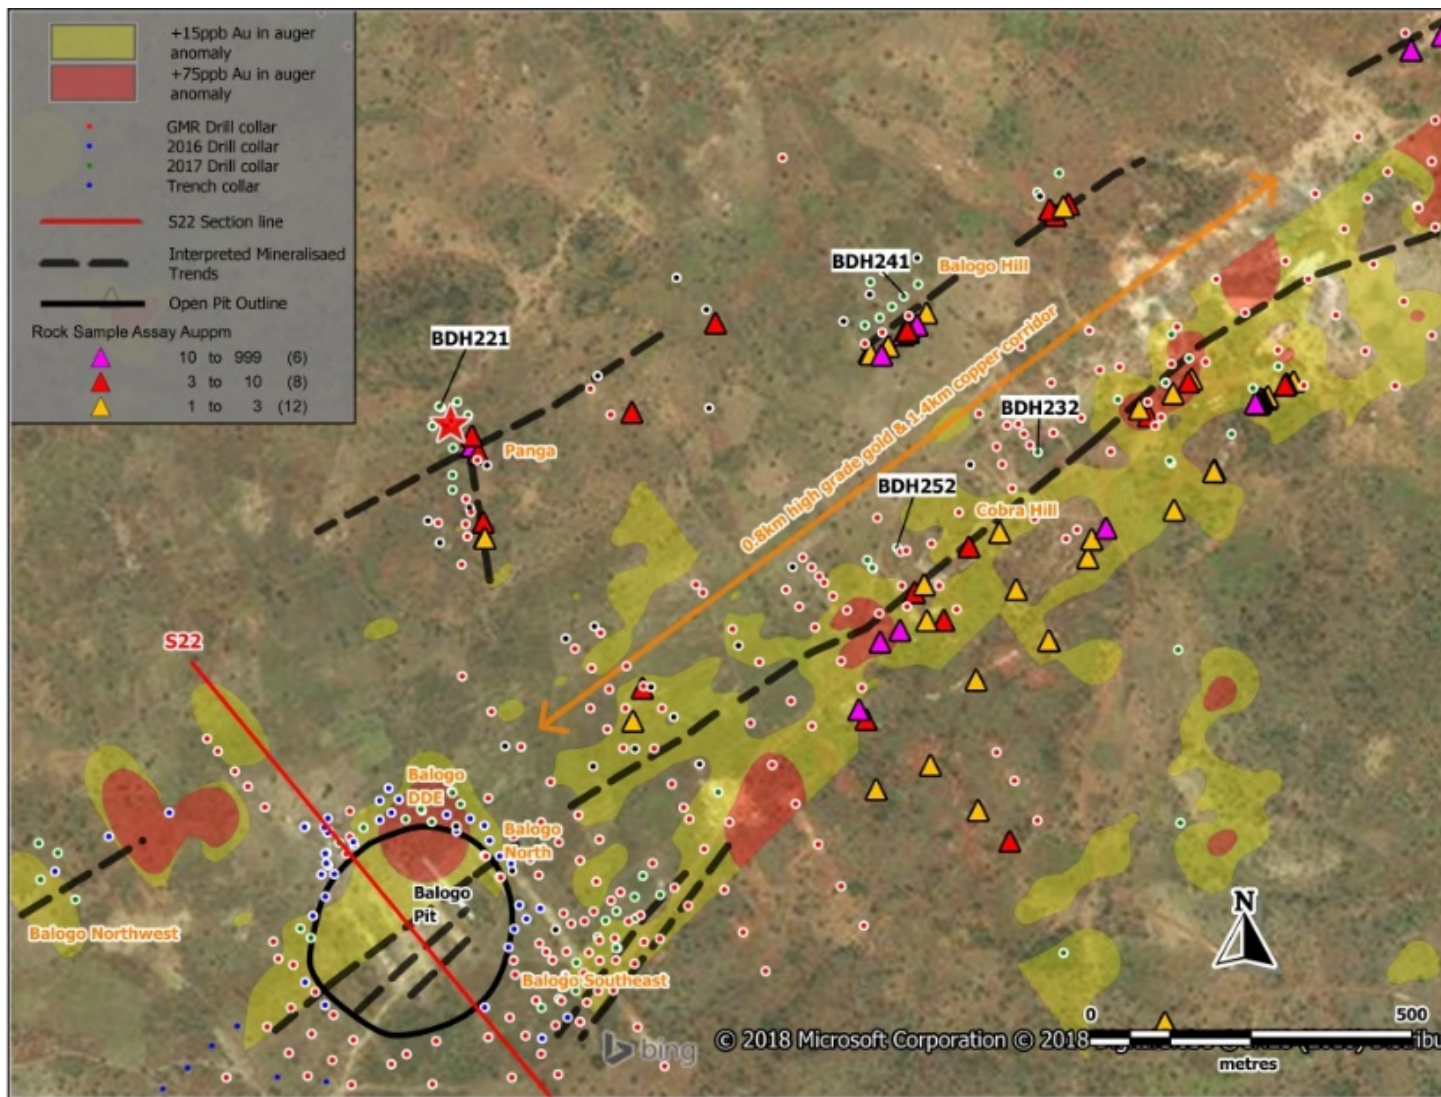 +15ppb Au in auger
anomaly
+75ppb Au in auger
anomaly
GMR Drill collar
2016 Drill collar
2017 Drill collar
Trench collar
S22 Section line
Interpreted Mineralisaed
Trends
Open Pit Outline
Rock Sample Assay Auppm
10 to 999 (6)
3 to 10 (8)
1 to 3 (12)
BDH241
Balogo Hill
BDH221
Panga
0.8km high grade gold & 1.4km copper corridor
BDH232
BDH252
Cobra Hill
S22
Balogo
DDE
Balogo
North
Balogo
Pit
Balogo Northwest
Balogo Southeast
N
0 500
metres
bing
© 2018 Microsoft Corporation © 2018